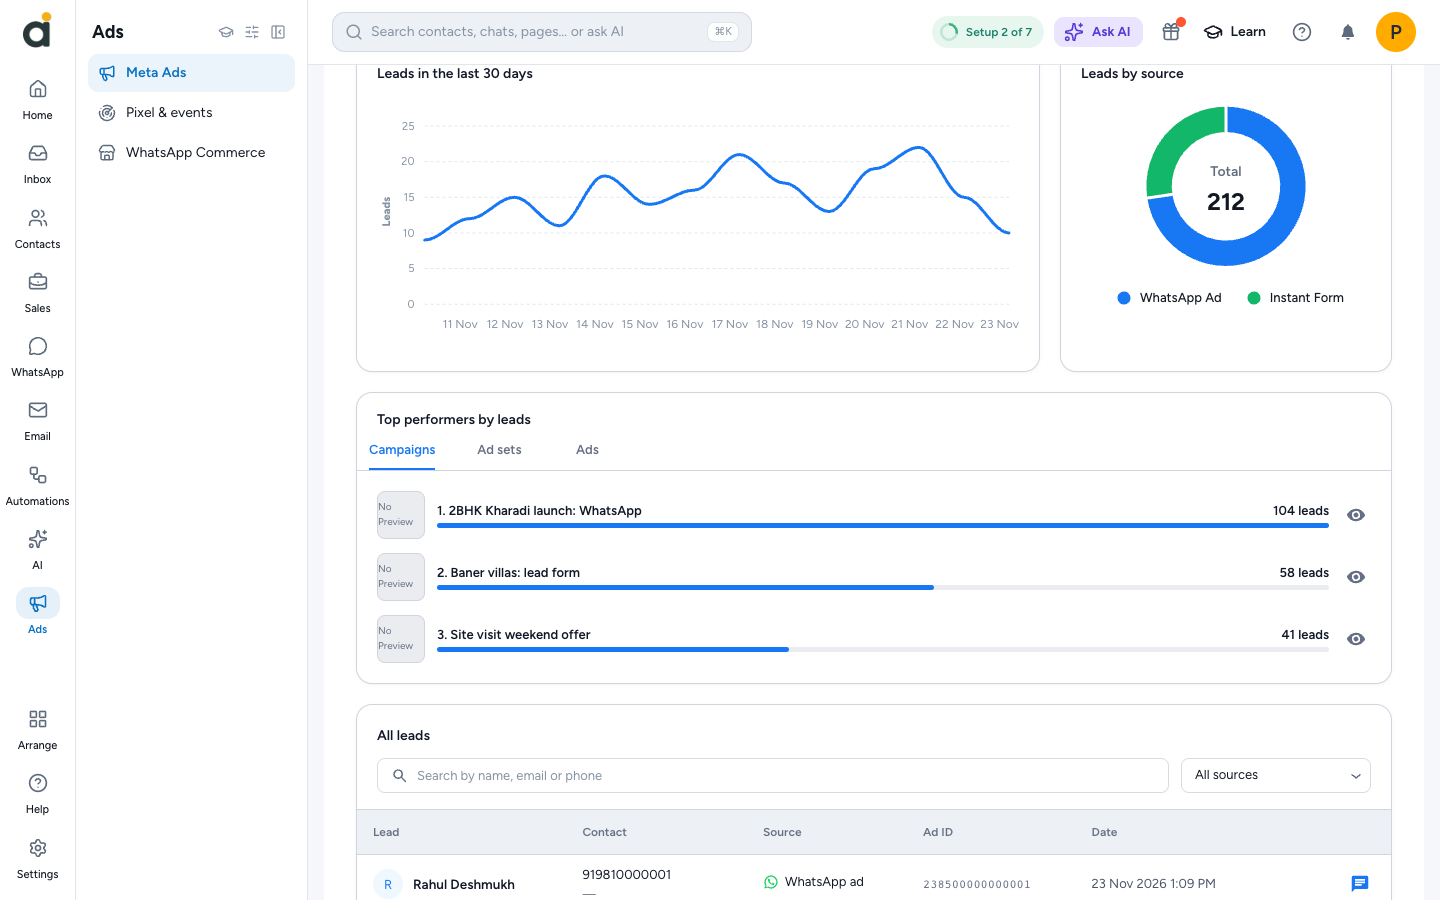 Ads
Search contacts, chats, pages... or ask AI
⌘K
Setup 2 of 7
Ask AI
Learn
P
Home
Inbox
Contacts
Sales
WhatsApp
Email
Automations
AI
Ads
Arrange
Help
Settings
Meta Ads
Pixel & events
WhatsApp Commerce
Leads in the last 30 days
25
20
15
10
5
0
Leads
11 Nov 12 Nov 13 Nov 14 Nov 15 Nov 16 Nov 17 Nov 18 Nov 19 Nov 20 Nov 21 Nov 22 Nov 23 Nov
Leads by source
Total
212
WhatsApp Ad Instant Form
Top performers by leads
Campaigns Ad sets Ads
No
Preview
1. 2BHK Kharadi launch: WhatsApp 104 leads
No
Preview
2. Baner villas: lead form 58 leads
No
Preview
3. Site visit weekend offer 41 leads
All leads
Search by name, email or phone
All sources
Lead Contact Source Ad ID Date
R Rahul Deshmukh 919810000001 WhatsApp ad 238500000000001 23 Nov 2026 1:09 PM
—